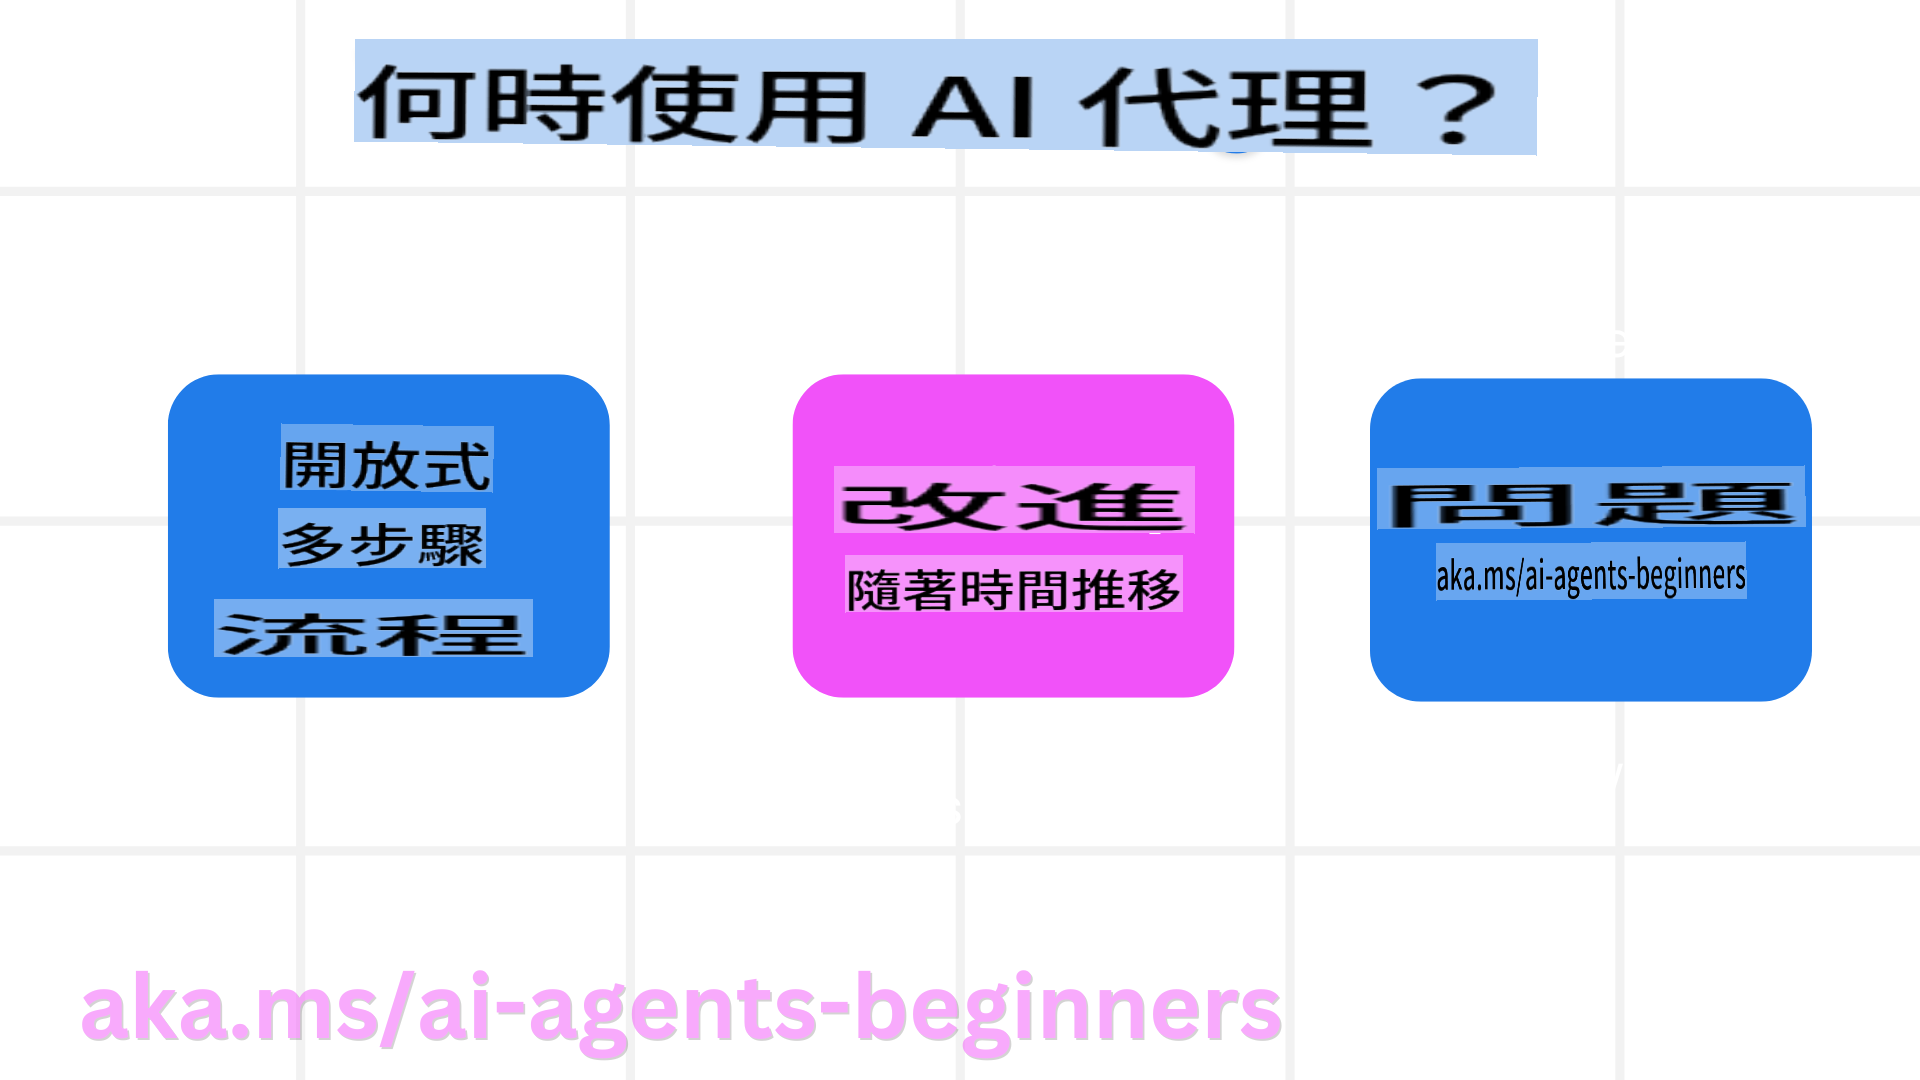 何時使用 AI 代理？
開放式
多步驟
流程
改進
隨著時間推移
問題
aka.ms/ai-agents-beginners
aka.ms/ai-agents-beginners